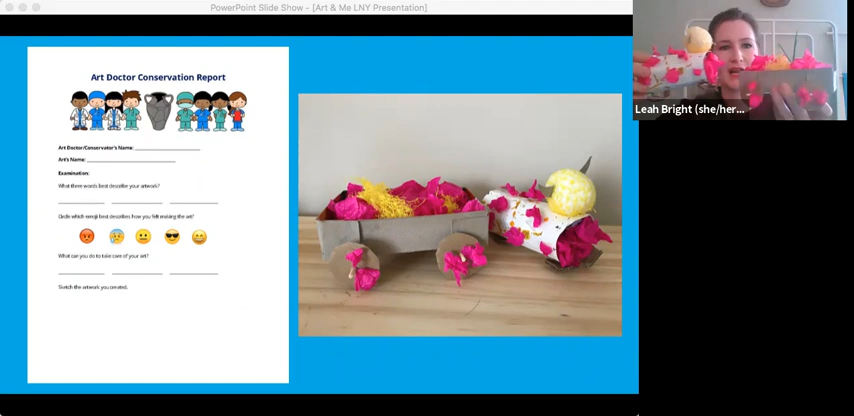 PowerPoint Slide Show - [Art & Me LNY Presentation]
Art Doctor Conservation Report
Art Doctor/Conservator's Name:
Art's Name:
Examination:
What three words best describe your artwork?
Circle which emoji best describes how you felt making the art?
What can you do to take care of your art?
Sketch the artwork you created.
Leah Bright (she/her...